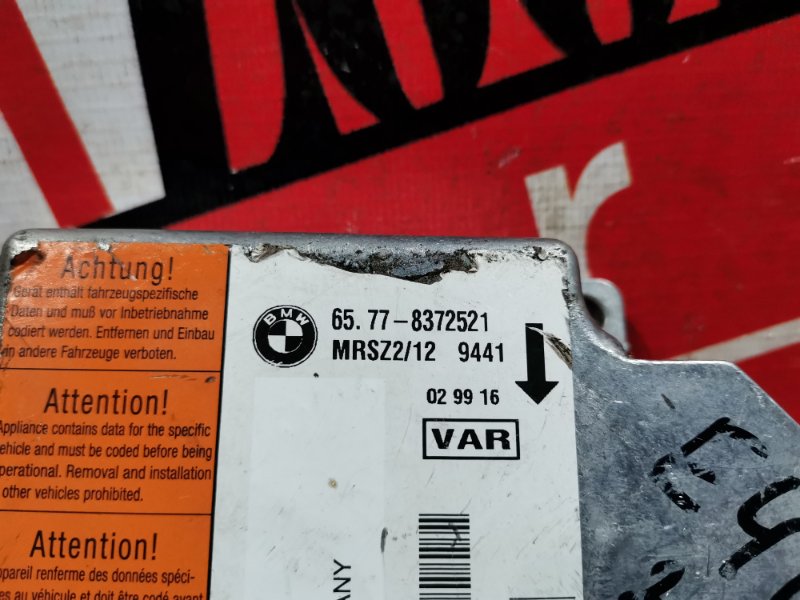 Achtung!
Gerät enthält fahrzeugspezifische
Daten und muß vor Inbetriebnahme
codiert werden. Entfernen und Einbau
in andere Fahrzeuge verboten.
Attention!
Appliance contains data for the specific
vehicle and must be coded before being
operational. Removal and installation
other vehicles prohibited.
Attention!
appareil renferme des données spéci-
au véhicule et doit être codé avant
BMW
65.77-8372521
MRSZ2/12 9441
02 99 16
VAR
ANY
r